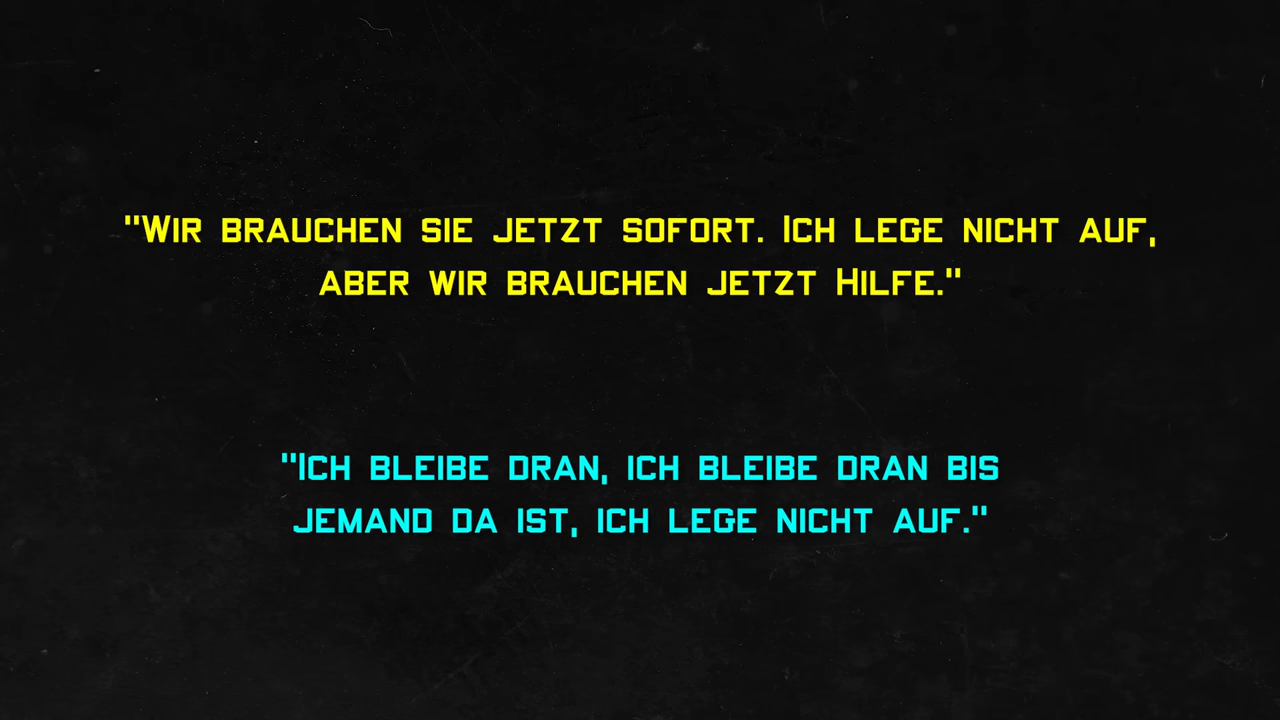 "Wir brauchen sie jetzt sofort. Ich lege nicht auf,
aber wir brauchen jetzt Hilfe."
"Ich bleibe dran, ich bleibe dran bis
jemand da ist, ich lege nicht auf."